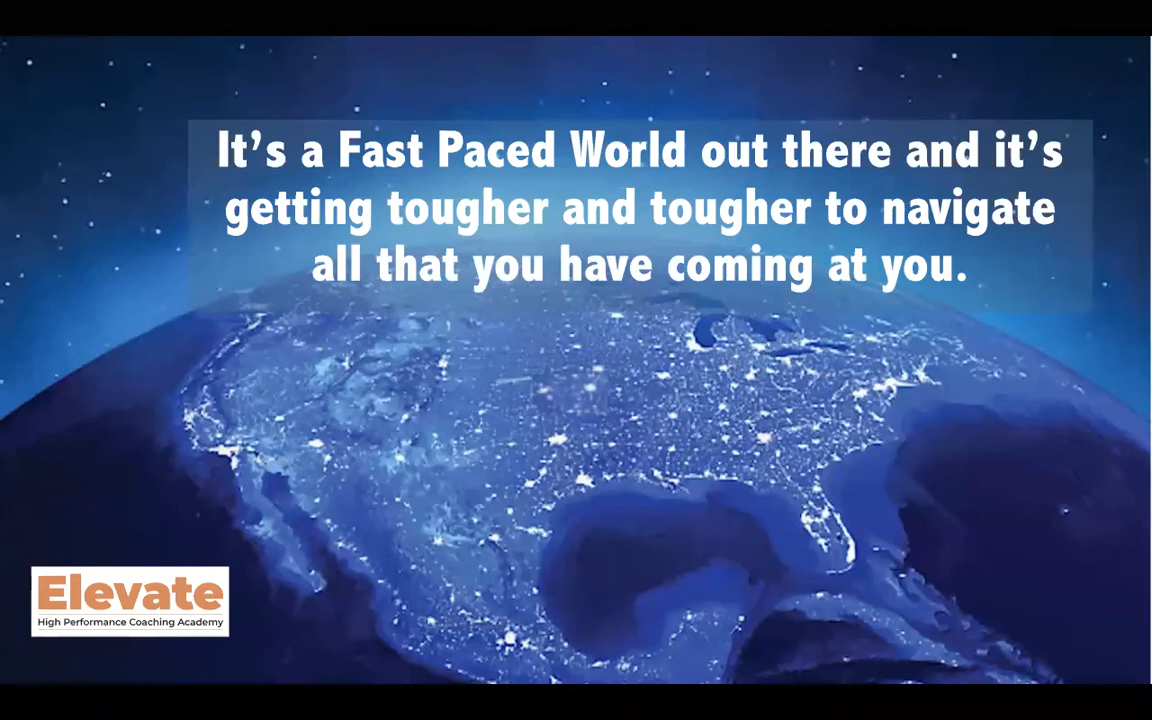 It's a Fast Paced World out there and it's
getting tougher and tougher to navigate
all that you have coming at you.
Elevate
High Performance Coaching Academy